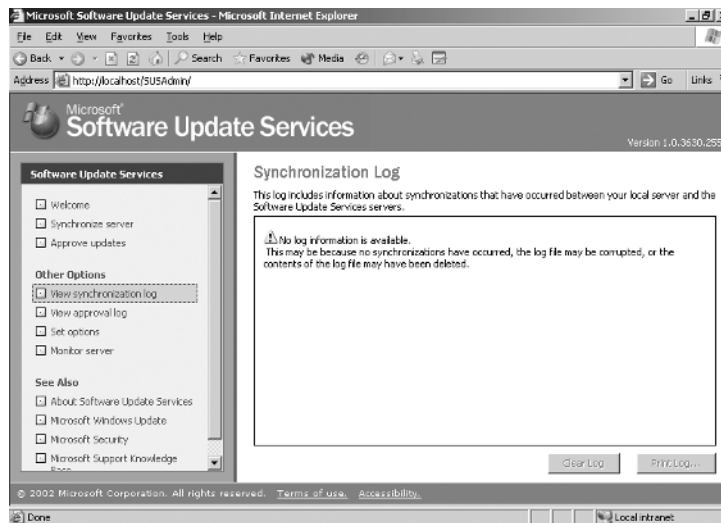 Microsoft Software Update Services - Microsoft Internet Explorer
File Edit View Favorites Tools Help
Back Search Favorites Media
Address http://localhost/SUSAdmin/ Go Links
Microsoft
Software Update Services
Version 1.0.3630.255
Software Update Services
Welcome
Synchronize server
Approve updates
Other Options
View synchronization log
View approval log
Set options
Monitor server
See Also
About Software Update Services
Microsoft Windows Update
Microsoft Security
Microsoft Support Knowledge
Base
Synchronization Log
This log includes information about synchronizations that have occurred between your local server and the
Software Update Services servers.
No log information is available.
This may be because no synchronizations have occurred, the log file may be corrupted, or the
contents of the log file may have been deleted.
Clear Log Print Log...
© 2002 Microsoft Corporation. All rights reserved. Terms of use. Accessibility.
Done Local intranet